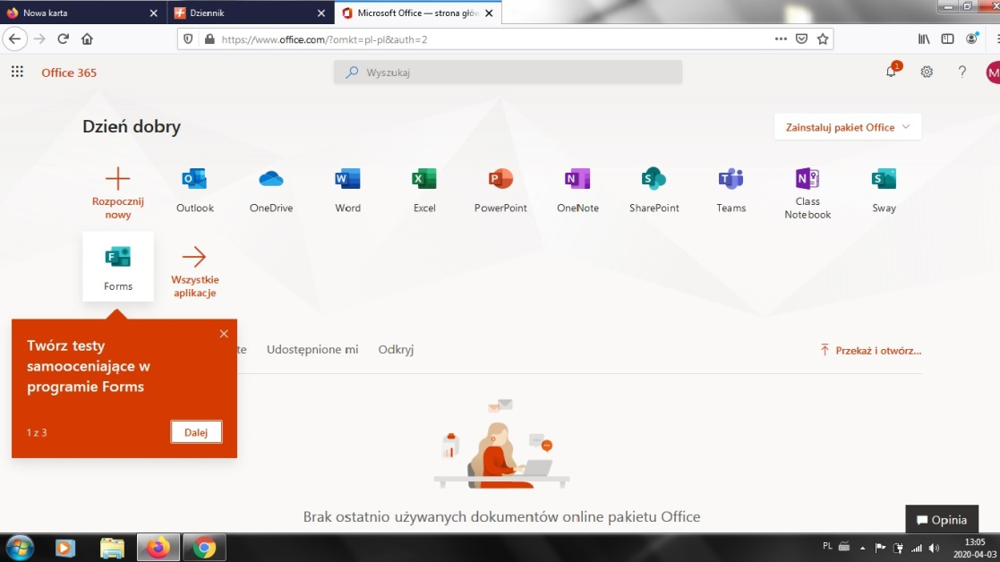 Nowa karta
Dziennik
Microsoft Office — strona głów
https://www.office.com/?omkt=pl-pl&auth=2
Office 365
Wyszukaj
1
?
M
Dzień dobry
Zainstaluj pakiet Office
Rozpocznij
nowy
Outlook
OneDrive
Word
Excel
PowerPoint
OneNote
SharePoint
Teams
Class
Notebook
Sway
Forms
Wszystkie
aplikacje
Twórz testy
samooceniające w
programie Forms
1 z 3
Dalej
te
Udostępnione mi
Odkryj
Przekaż i otwórz...
Brak ostatnio używanych dokumentów online pakietu Office
Opinia
PL
13:05
2020-04-03